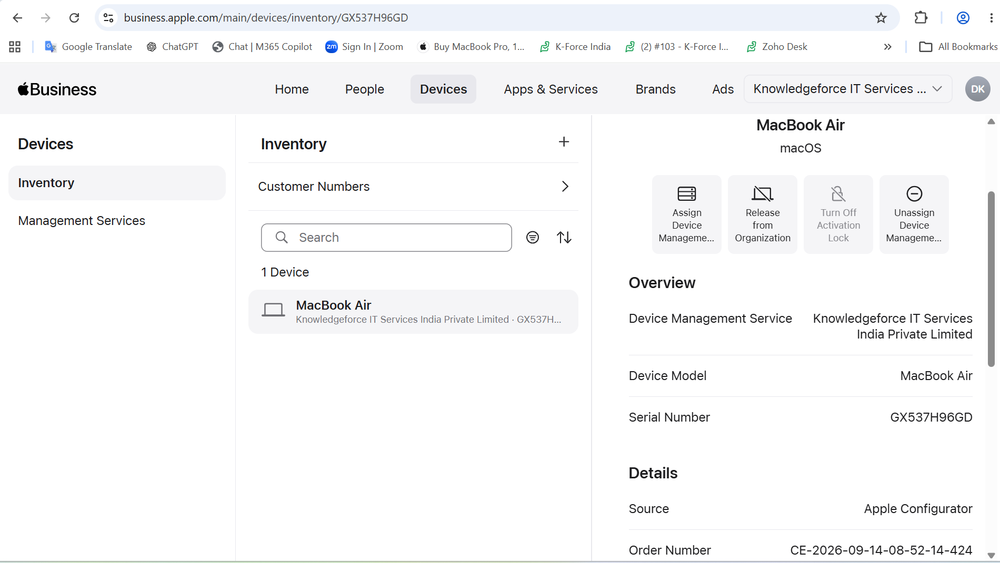 business.apple.com/main/devices/inventory/GX537H96GD
Google Translate
ChatGPT
Chat | M365 Copilot
zm
Sign In | Zoom
Buy MacBook Pro, 1...
K-Force India
(2) #103 - K-Force I...
Zoho Desk
All Bookmarks
Business
Home
People
Devices
Apps & Services
Brands
Ads
Knowledgeforce IT Services ...
DK
Devices
Inventory
Management Services
Inventory
Customer Numbers
Search
1 Device
MacBook Air
Knowledgeforce IT Services India Private Limited · GX537H...
MacBook Air
macOS
Assign
Device
Manageme...
Release
from
Organization
Turn Off
Activation
Lock
Unassign
Device
Manageme...
Overview
Device Management Service
Knowledgeforce IT Services
India Private Limited
Device Model
MacBook Air
Serial Number
GX537H96GD
Details
Source
Apple Configurator
Order Number
CE-2026-09-14-08-52-14-424